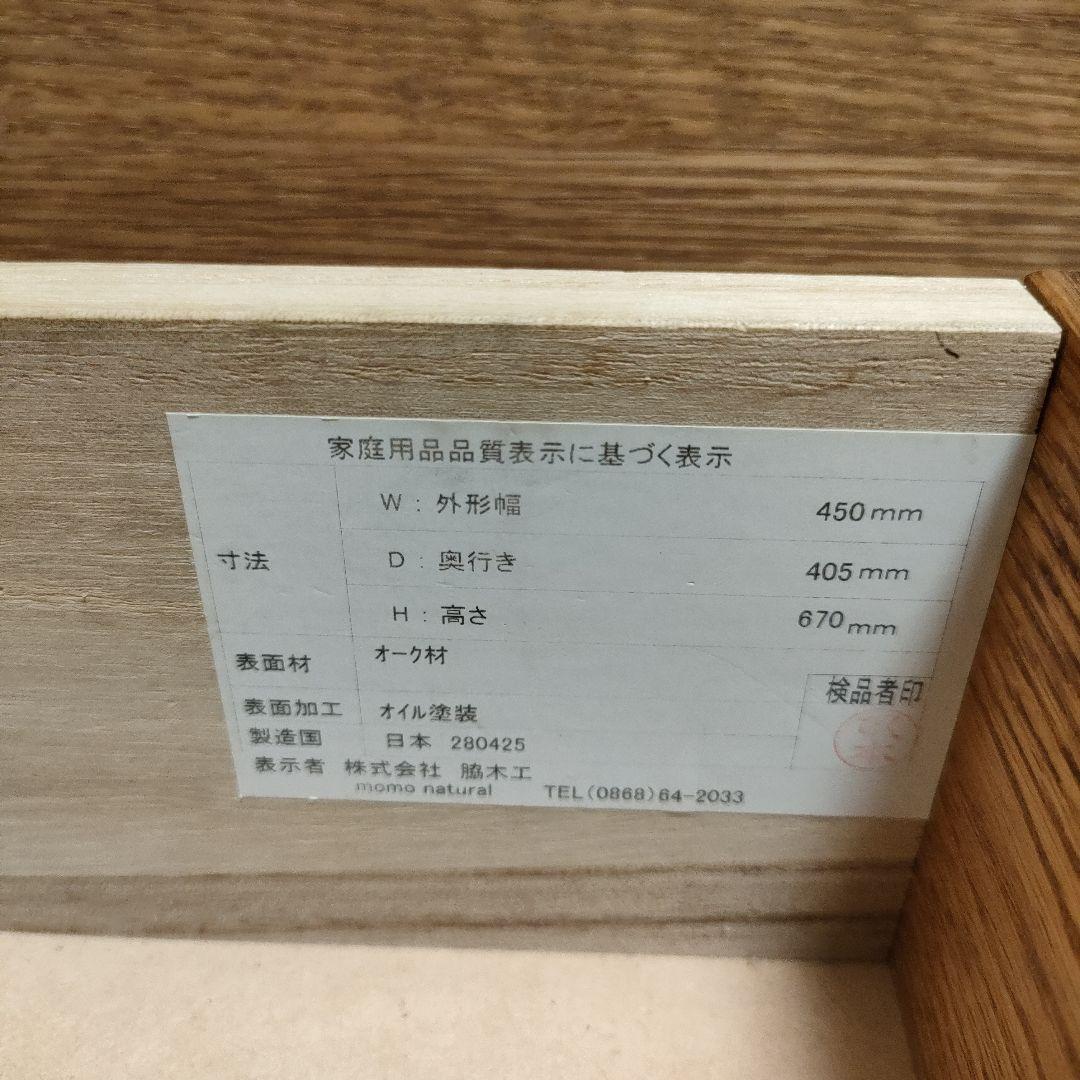 家庭用品品質表示に基づく表示
寸法
W：外形幅 450mm
D：奥行き 405mm
H：高さ 670mm
表面材 オーク材
検品者印
表面加工 オイル塗装
製造国 日本 280425
表示者 株式会社 脇木工
momo natural TEL(0868)64-2033